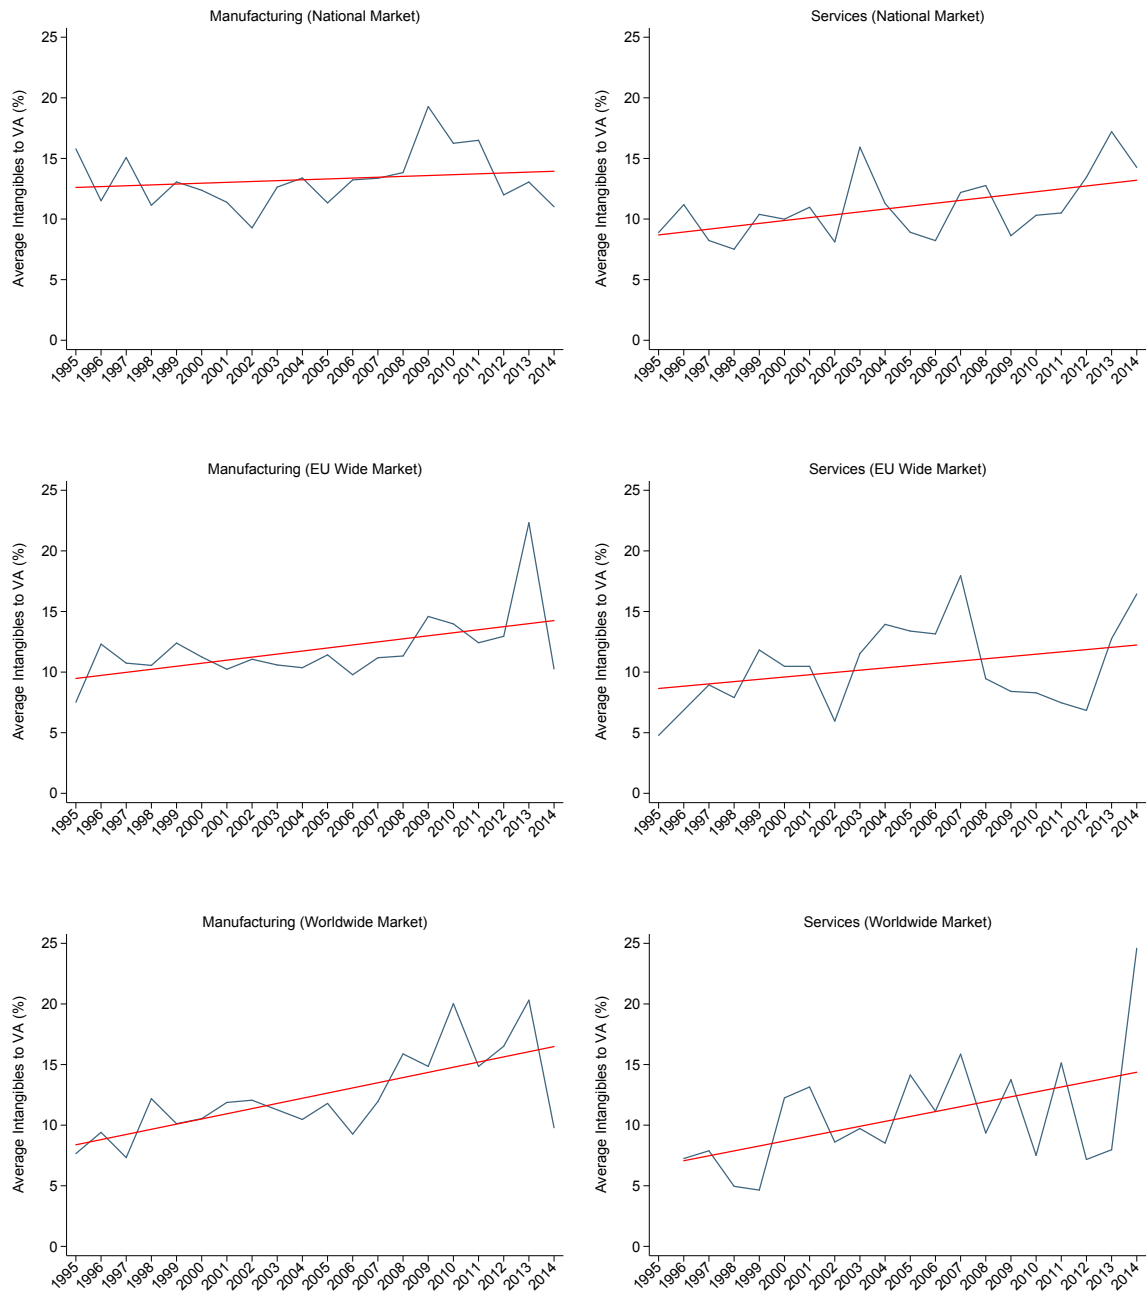 Manufacturing (National Market)
Average Intangibles to VA (%)
25
20
15
10
5
0
1995 1996 1997 1998 1999 2000 2001 2002 2003 2004 2005 2006 2007 2008 2009 2010 2011 2012 2013 2014
Services (National Market)
Average Intangibles to VA (%)
25
20
15
10
5
0
1995 1996 1997 1998 1999 2000 2001 2002 2003 2004 2005 2006 2007 2008 2009 2010 2011 2012 2013 2014
Manufacturing (EU Wide Market)
Average Intangibles to VA (%)
25
20
15
10
5
0
1995 1996 1997 1998 1999 2000 2001 2002 2003 2004 2005 2006 2007 2008 2009 2010 2011 2012 2013 2014
Services (EU Wide Market)
Average Intangibles to VA (%)
25
20
15
10
5
0
1995 1996 1997 1998 1999 2000 2001 2002 2003 2004 2005 2006 2007 2008 2009 2010 2011 2012 2013 2014
Manufacturing (Worldwide Market)
Average Intangibles to VA (%)
25
20
15
10
5
0
1995 1996 1997 1998 1999 2000 2001 2002 2003 2004 2005 2006 2007 2008 2009 2010 2011 2012 2013 2014
Services (Worldwide Market)
Average Intangibles to VA (%)
25
20
15
10
5
0
1995 1996 1997 1998 1999 2000 2001 2002 2003 2004 2005 2006 2007 2008 2009 2010 2011 2012 2013 2014